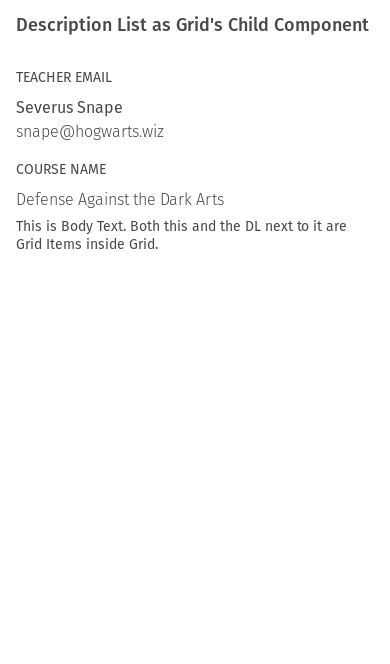 Description List as Grid's Child Component
TEACHER EMAIL
Severus Snape
snape@hogwarts.wiz
COURSE NAME
Defense Against the Dark Arts
This is Body Text. Both this and the DL next to it are
Grid Items inside Grid.